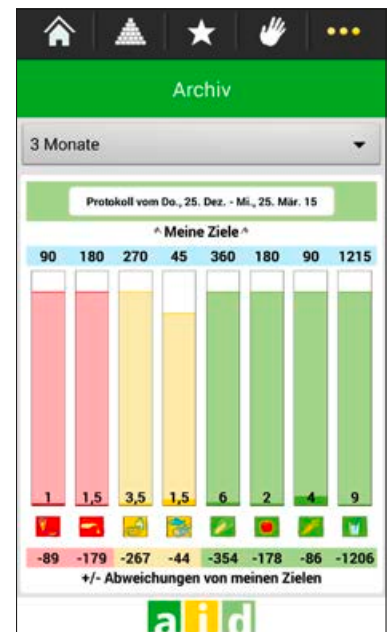 Archiv
3 Monate
Protokoll vom Do., 25. Dez. - Mi., 25. Mär. 15
^ Meine Ziele ^
90 180 270 45 360 180 90 1215
1 1,5 3,5 1,5 6 2 4 9
-89 -179 -267 -44 -354 -178 -86 -1206
+/- Abweichungen von meinen Zielen
aid